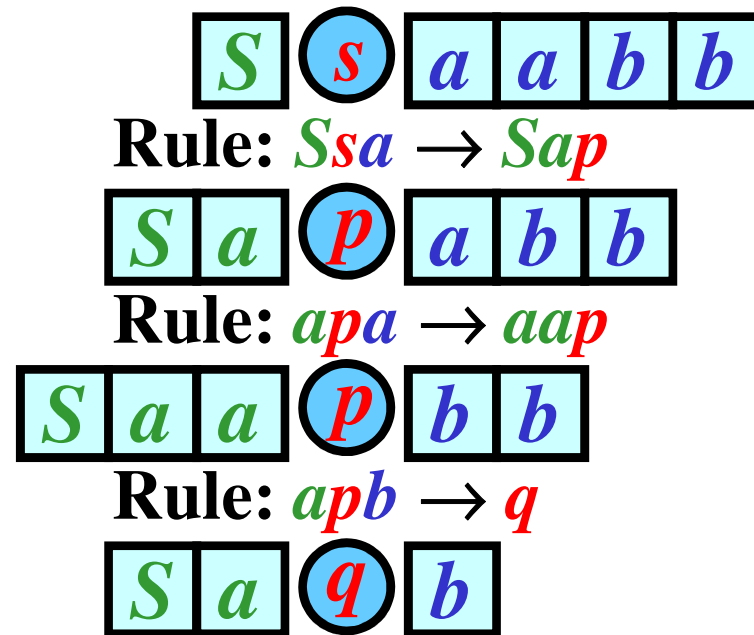 S s a a b b
Rule: Ssa → Sap
S a p a b b
Rule: apa → aap
S a a p b b
Rule: apb → q
S a q b